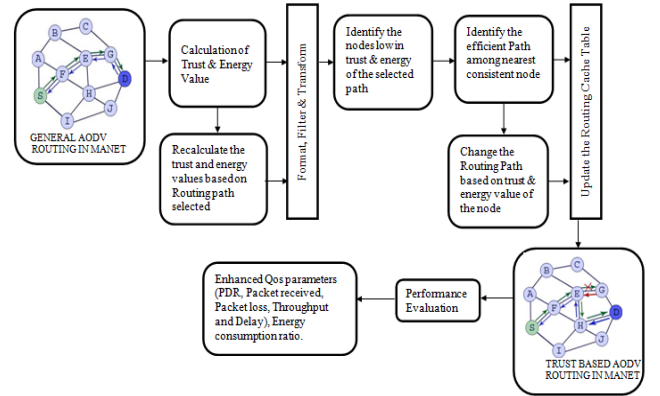 B
C
A
E
G
F
D
S
H
J
I
GENERAL AODV
ROUTING IN MANET
Calculation of
Trust & Energy
Value
Recalculate the
trust and energy
values based on
Routing path
selected
Format, Filter & Transform
Identify the
nodes low in
trust & energy
of the selected
path
Identify the
efficient Path
among nearest
consistent node
Change the
Routing Path
based on trust &
energy value of
the node
Update the Routing Cache Table
Enhanced Qos parameters
(PDR, Packet received,
Packet loss, Throughput
and Delay), Energy
consumption ratio.
Performance
Evaluation
B
C
A
E
G
F
D
S
H
J
I
TRUST BASED AODV
ROUTING IN MANET